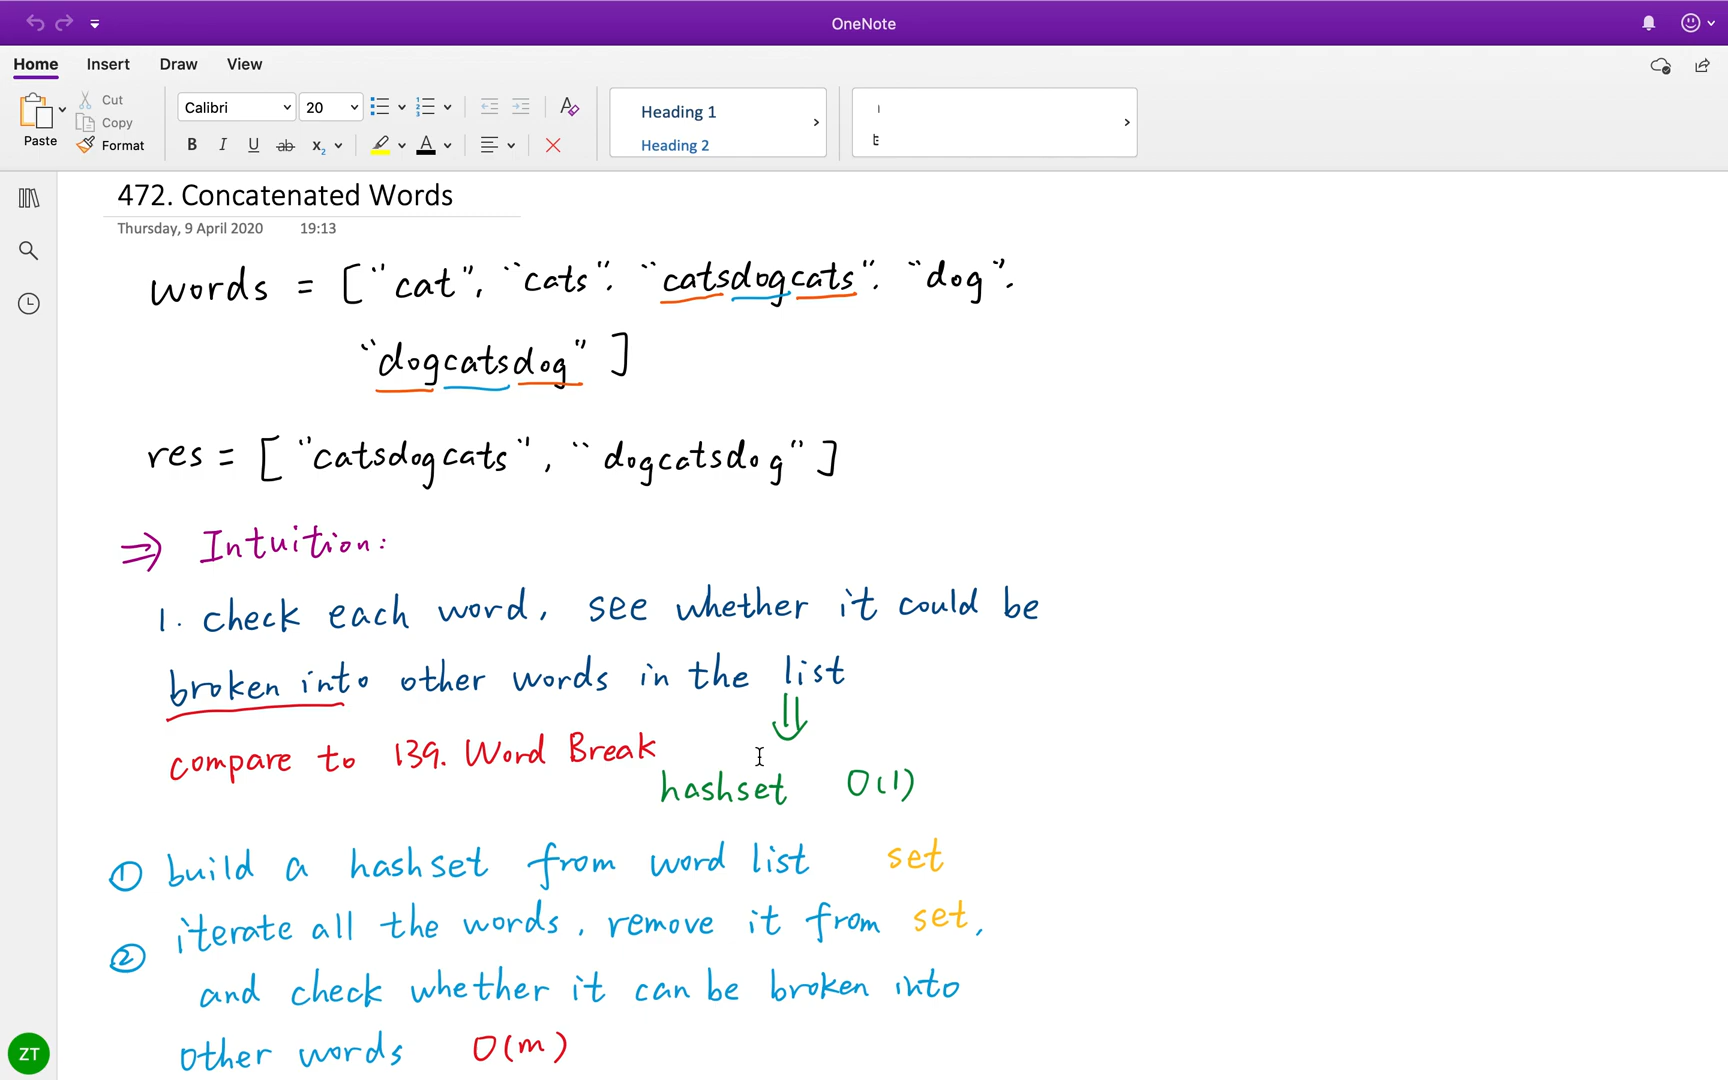 OneNote
Home Insert Draw View
Paste
Cut
Copy
Format
Calibri 20
B I U ab x₂ A
Heading 1
Heading 2
472. Concatenated Words
Thursday, 9 April 2020 19:13
words = ["cat", "cats", "catsdogcats", "dog",
"dogcatsdog"]
res = ["catsdogcats", "dogcatsdog"]
⇒ Intuition:
1. check each word, see whether it could be
broken into other words in the list
compare to 139. Word Break
hashset O(1)
① build a hashset from word list set
② iterate all the words, remove it from set,
and check whether it can be broken into
other words O(m)
ZT